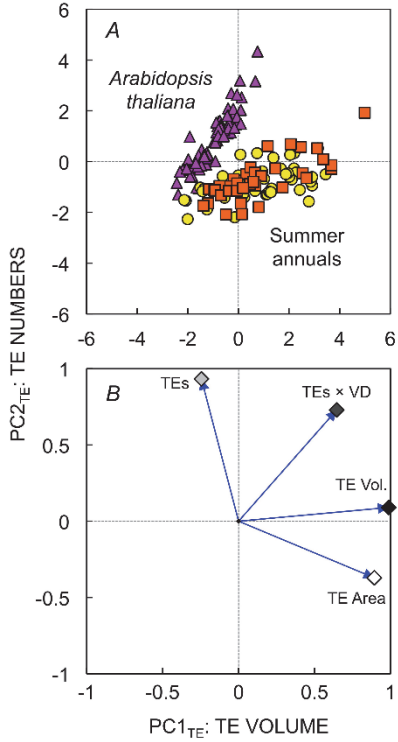 A
Arabidopsis
thaliana
Summer
annuals
6
4
2
0
-2
-4
-6
-6 -4 -2 0 2 4 6
PC2TE: TE NUMBERS
B
TEs
TEs × VD
TE Vol.
TE Area
1
0.5
0
-0.5
-1
-1 -0.5 0 0.5 1
PC1TE: TE VOLUME